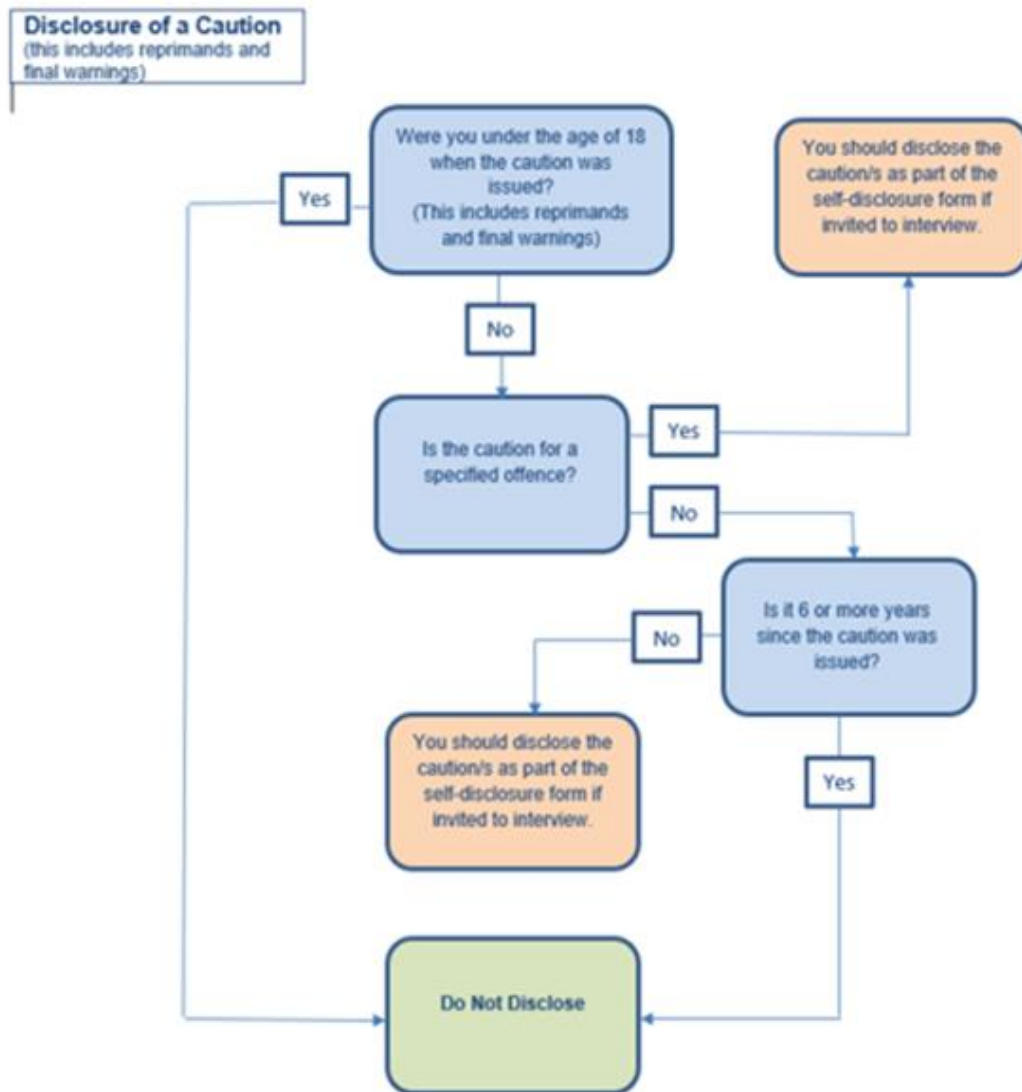 Disclosure of a Caution
(this includes reprimands and
final warnings)
Were you under the age of 18
when the caution was
issued?
(This includes reprimands
and final warnings)
Yes
No
You should disclose the
caution/s as part of the
self-disclosure form if
invited to interview.
Is the caution for a
specified offence?
Yes
No
Is it 6 or more years
since the caution was
issued?
No
Yes
You should disclose the
caution/s as part of the
self-disclosure form if
invited to interview.
Do Not Disclose